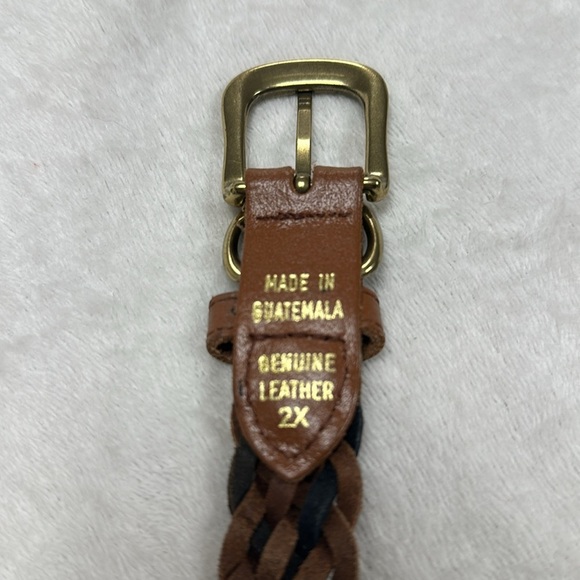 MADE IN
GUATEMALA
GENUINE
LEATHER
2X